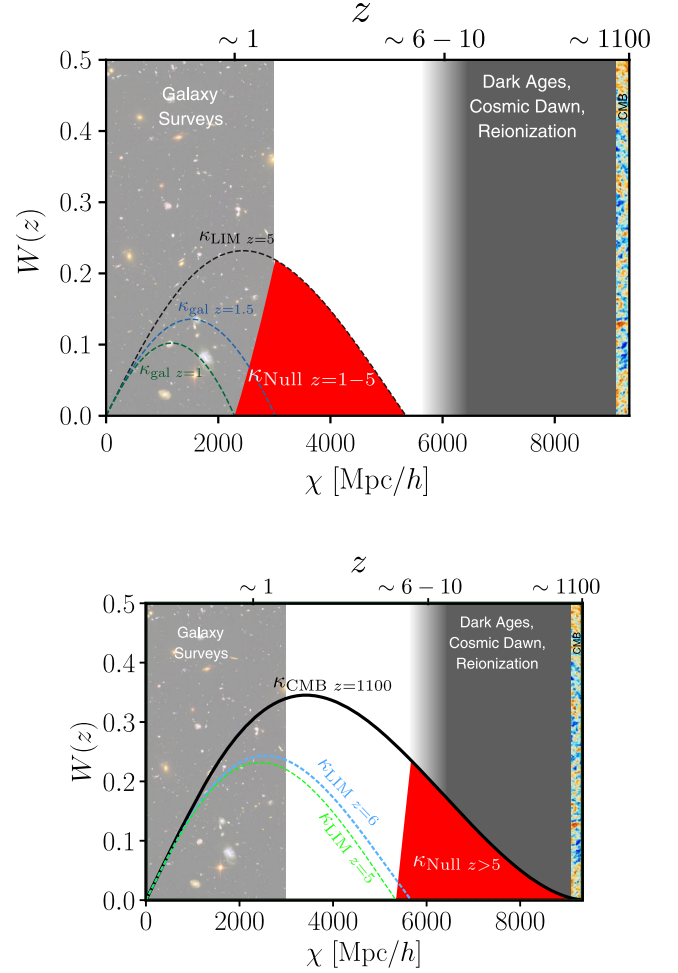 z
∼ 1
∼ 6 − 10
∼ 1100
0.5
0.4
0.3
0.2
0.1
0.0
W(z)
Galaxy
Surveys
Dark Ages,
Cosmic Dawn,
Reionization
CMB
κLIM z=5
κgal z=1.5
κgal z=1
κNull z=1−5
0
2000
4000
6000
8000
χ [Mpc/h]
z
∼ 1
∼ 6 − 10
∼ 1100
0.5
0.4
0.3
0.2
0.1
0.0
W(z)
Galaxy
Surveys
Dark Ages,
Cosmic Dawn,
Reionization
CMB
κCMB z=1100
κLIM z=6
κLIM z=5
κNull z>5
0
2000
4000
6000
8000
χ [Mpc/h]